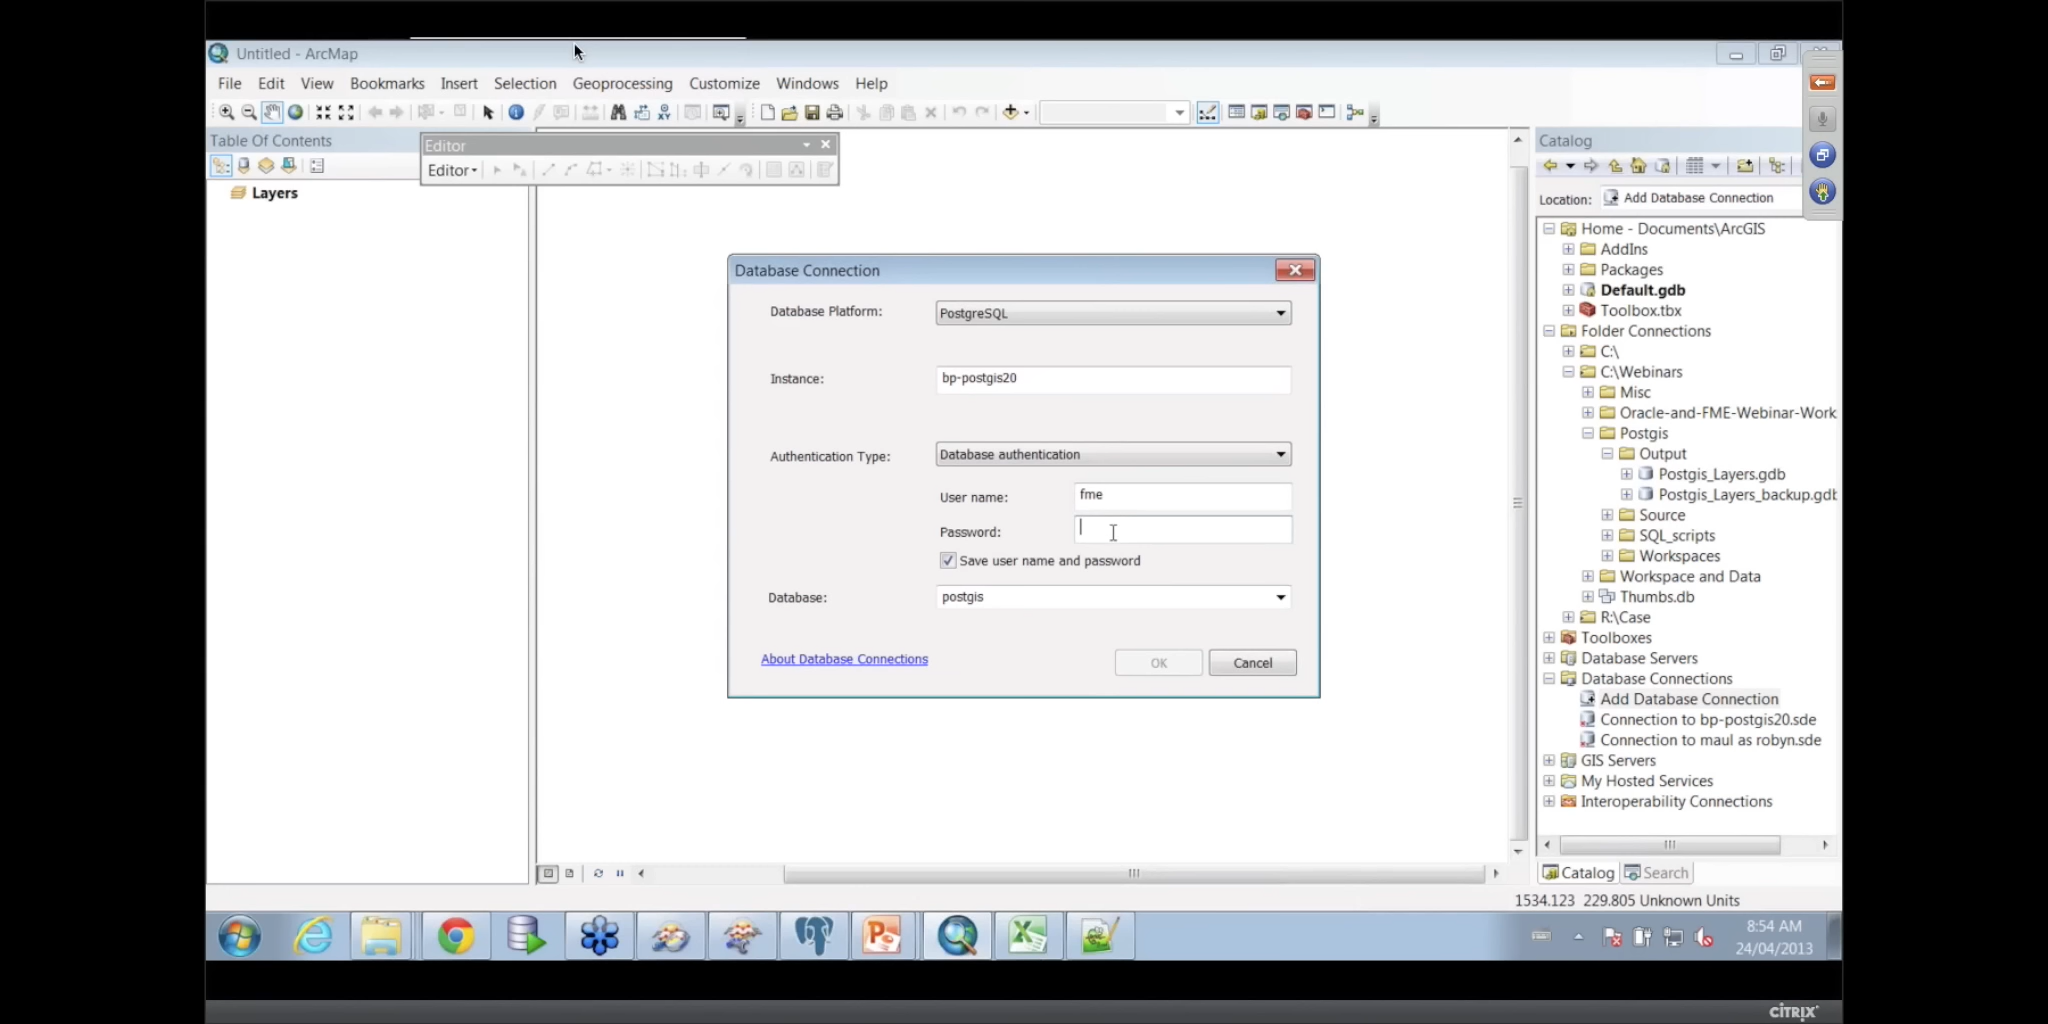 Untitled - ArcMap
File Edit View Bookmarks Insert Selection Geoprocessing Customize Windows Help
Table Of Contents
Layers
Editor
Editor
Database Connection
Database Platform: PostgreSQL
Instance: bp-postgis20
Authentication Type: Database authentication
User name: fme
Password:
Save user name and password
Database: postgis
About Database Connections
OK Cancel
Catalog
Location: Add Database Connection
Home - Documents\ArcGIS
AddIns
Packages
Default.gdb
Toolbox.tbx
Folder Connections
C:\
C:\Webinars
Misc
Oracle-and-FME-Webinar-Work
Postgis
Output
Postgis_Layers.gdb
Postgis_Layers_backup.gdb
Source
SQL_scripts
Workspaces
Workspace and Data
Thumbs.db
R:\Case
Toolboxes
Database Servers
Database Connections
Add Database Connection
Connection to bp-postgis20.sde
Connection to maul as robyn.sde
GIS Servers
My Hosted Services
Interoperability Connections
Catalog Search
1534.123 229.805 Unknown Units
8:54 AM
24/04/2013
CITRIX